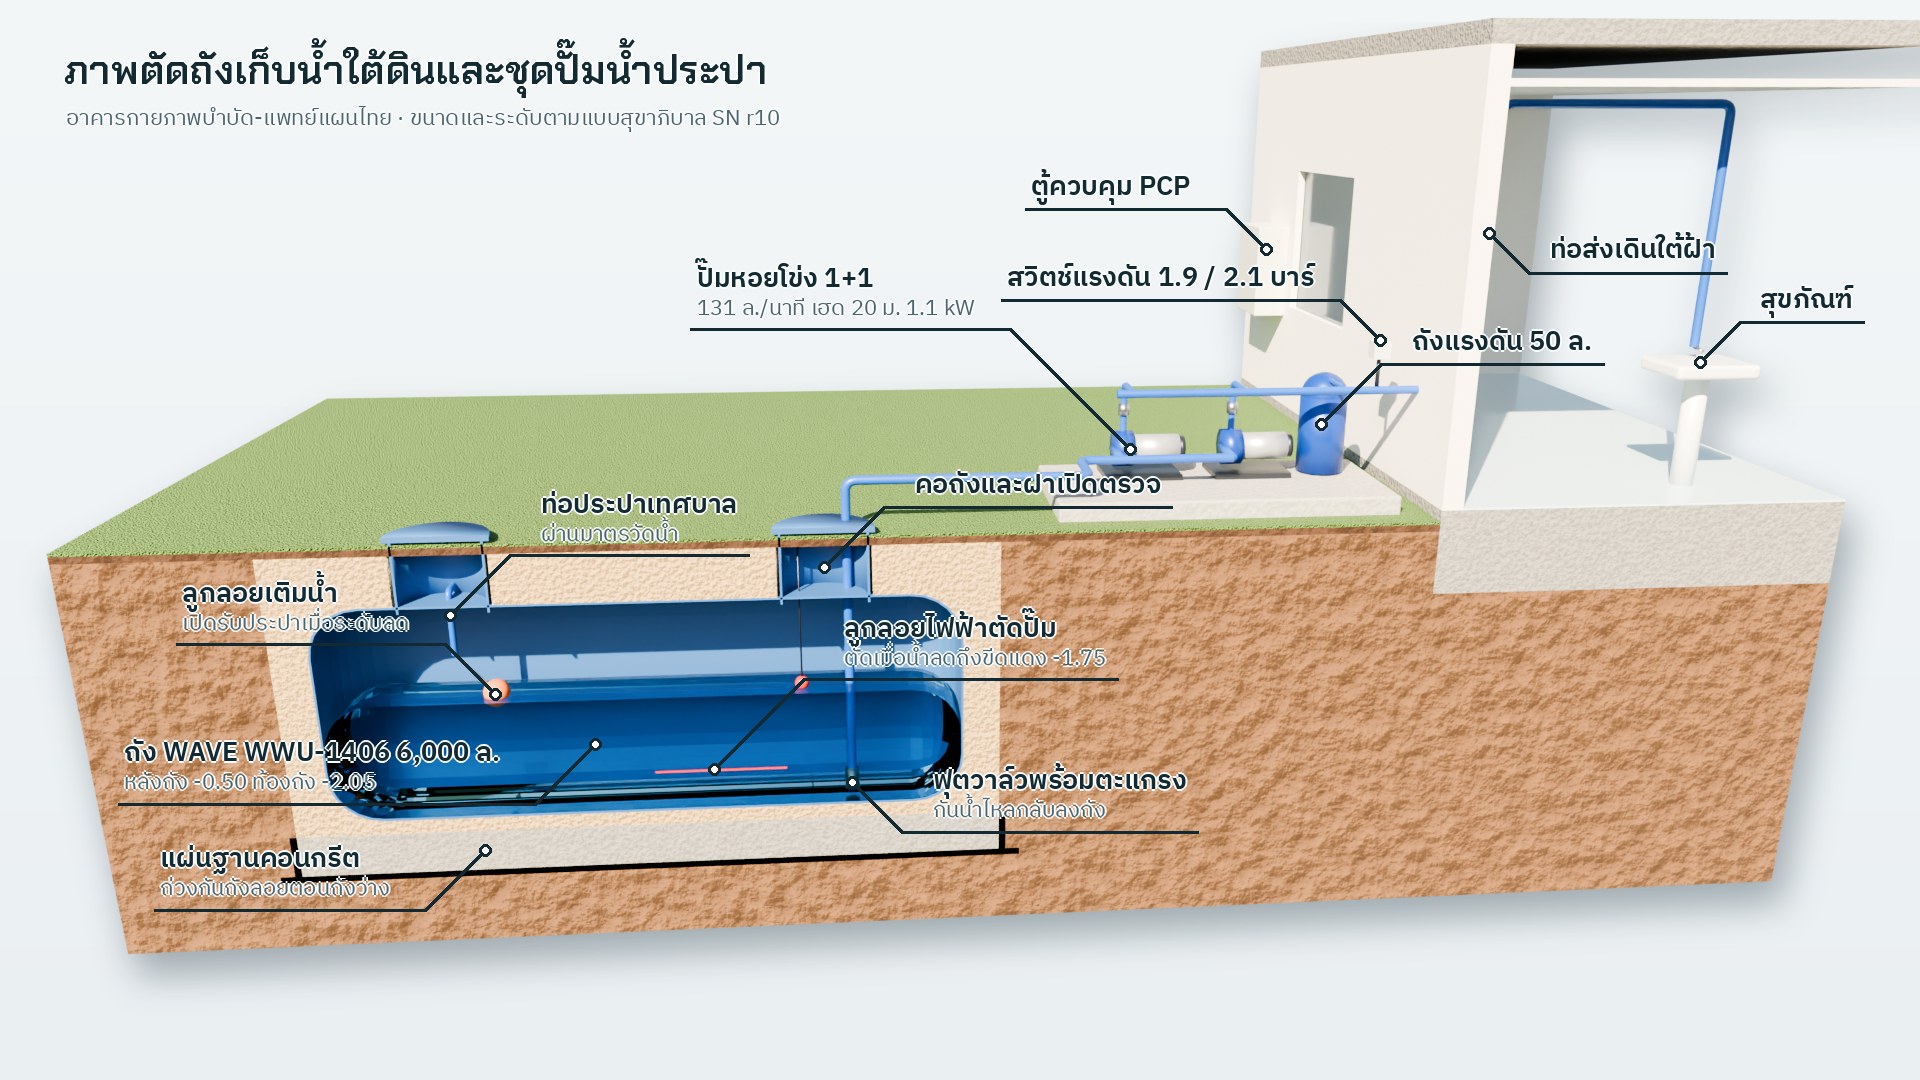 ภาพตัดถังเก็บน้ำใต้ดินและชุดปั๊มน้ำประปา
อาคารกายภาพบำบัด-แพทย์แผนไทย · ขนาดและระดับตามแบบสุขาภิบาล SN r10
ตู้ควบคุม PCP
ท่อส่งเดินใต้ฝ้า
ปั๊มหอยโข่ง 1+1
131 ล./นาที เฮด 20 ม. 1.1 kW
สวิตช์แรงดัน 1.9 / 2.1 บาร์
สุขภัณฑ์
ถังแรงดัน 50 ล.
คอถังและฝาเปิดตรวจ
ท่อประปาเทศบาล
ผ่านมาตรวัดน้ำ
ลูกลอยเติมน้ำ
เปิดรับประปาเมื่อระดับลด
ลูกลอยไฟฟ้าตัดปั๊ม
ตัดเมื่อน้ำลดถึงขีดแดง -1.75
ถัง WAVE WWU-1406 6,000 ล.
หลังถัง -0.50 ท้องถัง -2.05
ฟุตวาล์วพร้อมตะแกรง
กันน้ำไหลกลับลงถัง
แผ่นฐานคอนกรีต
ถ่วงกันถังลอยตอนถังว่าง